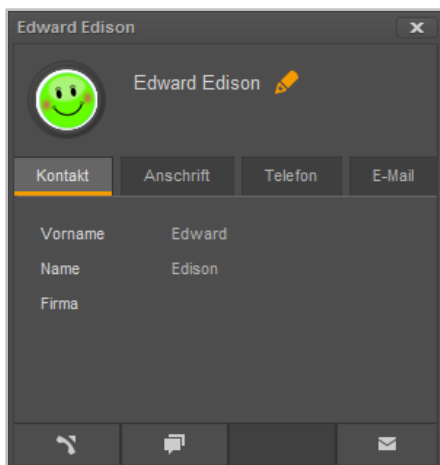 Edward Edison
Edward Edison
Kontakt Anschrift Telefon E-Mail
Vorname Edward
Name Edison
Firma